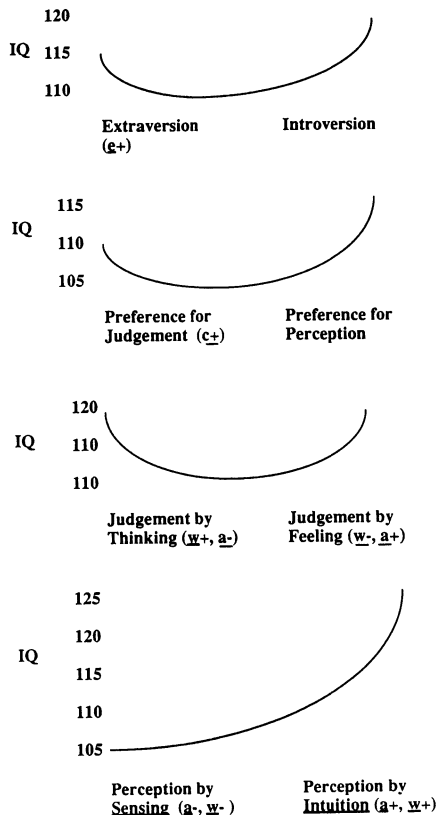 120
IQ 115
110
Extraversion Introversion
(e+)
115
IQ 110
105
Preference for Preference for
Judgement (c+) Perception
120
IQ 110
110
Judgement by Judgement by
Thinking (w+, a-) Feeling (w-, a+)
125
120
IQ 115
110
105
Perception by Perception by
Sensing (a-, w- ) Intuition (a+, w+)